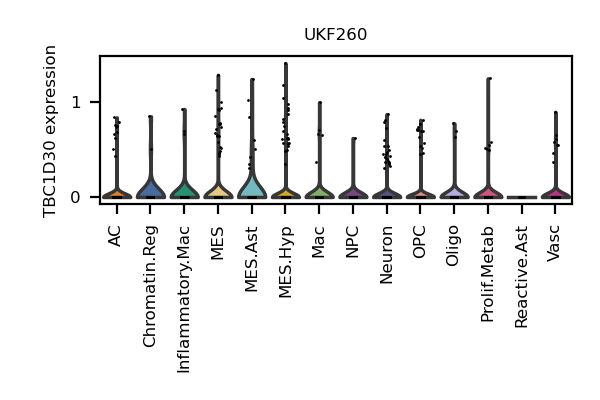 UKF260
TBC1D30 expression
1
0
AC
Chromatin.Reg
Inflammatory.Mac
MES
MES.Ast
MES.Hyp
Mac
NPC
Neuron
OPC
Oligo
Prolif.Metab
Reactive.Ast
Vasc